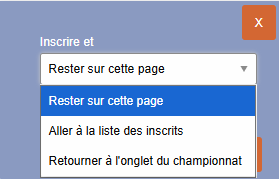 x
Inscrire et
Rester sur cette page
Rester sur cette page
Aller à la liste des inscrits
Retourner à l'onglet du championnat